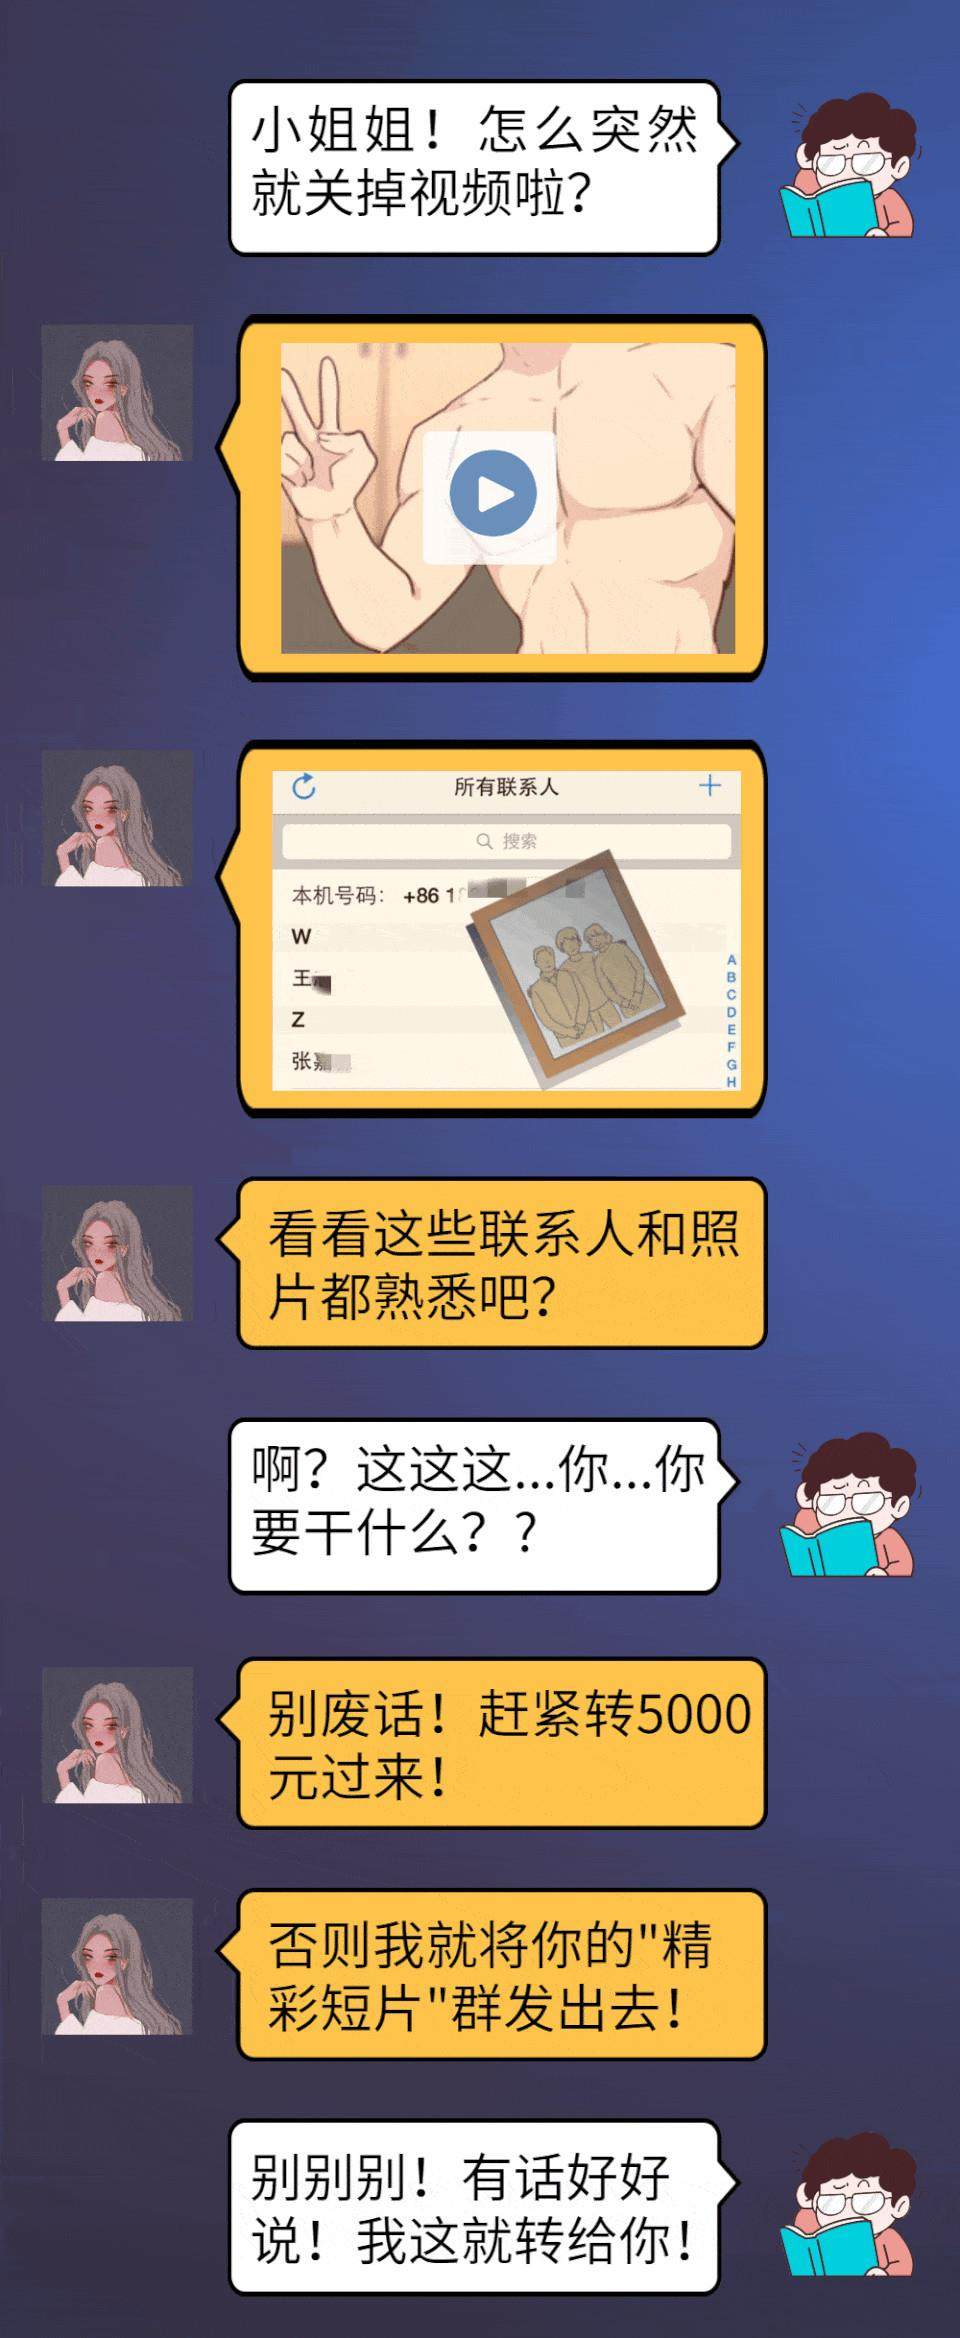 小姐姐！怎么突然
就关掉视频啦？
所有联系人
搜索
本机号码： +86 1
W
王
Z
张嘉
A
B
C
D
E
F
G
H
看看这些联系人和照
片都熟悉吧？
啊？这这这...你...你
要干什么？？
别废话！赶紧转5000
元过来！
否则我就将你的"精
彩短片"群发出去！
别别别！有话好好
说！我这就转给你！